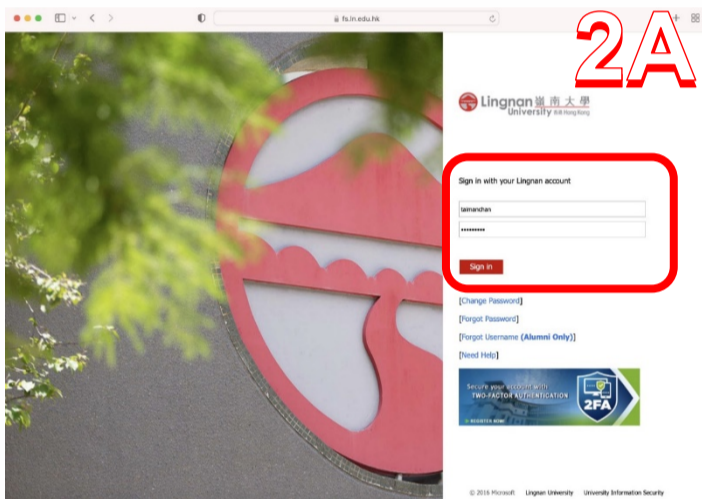 fs.ln.edu.hk
2A
Lingnan 嶺南大學
University 香港 Hong Kong
Sign in with your Lingnan account
taimanchan
•••••••••
Sign in
[Change Password]
[Forgot Password]
[Forgot Username (Alumni Only)]
[Need Help]
Secure your account with
TWO-FACTOR AUTHENTICATION
2FA
REGISTER NOW!
© 2016 Microsoft Lingnan University University Information Security